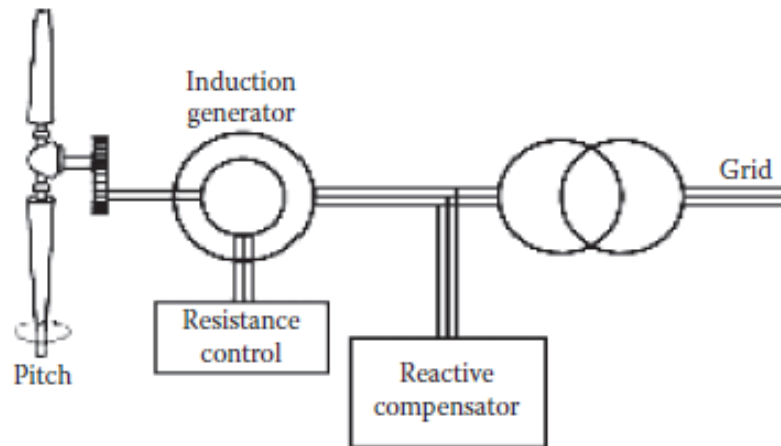 Induction
generator
Grid
Resistance
control
Pitch
Reactive
compensator